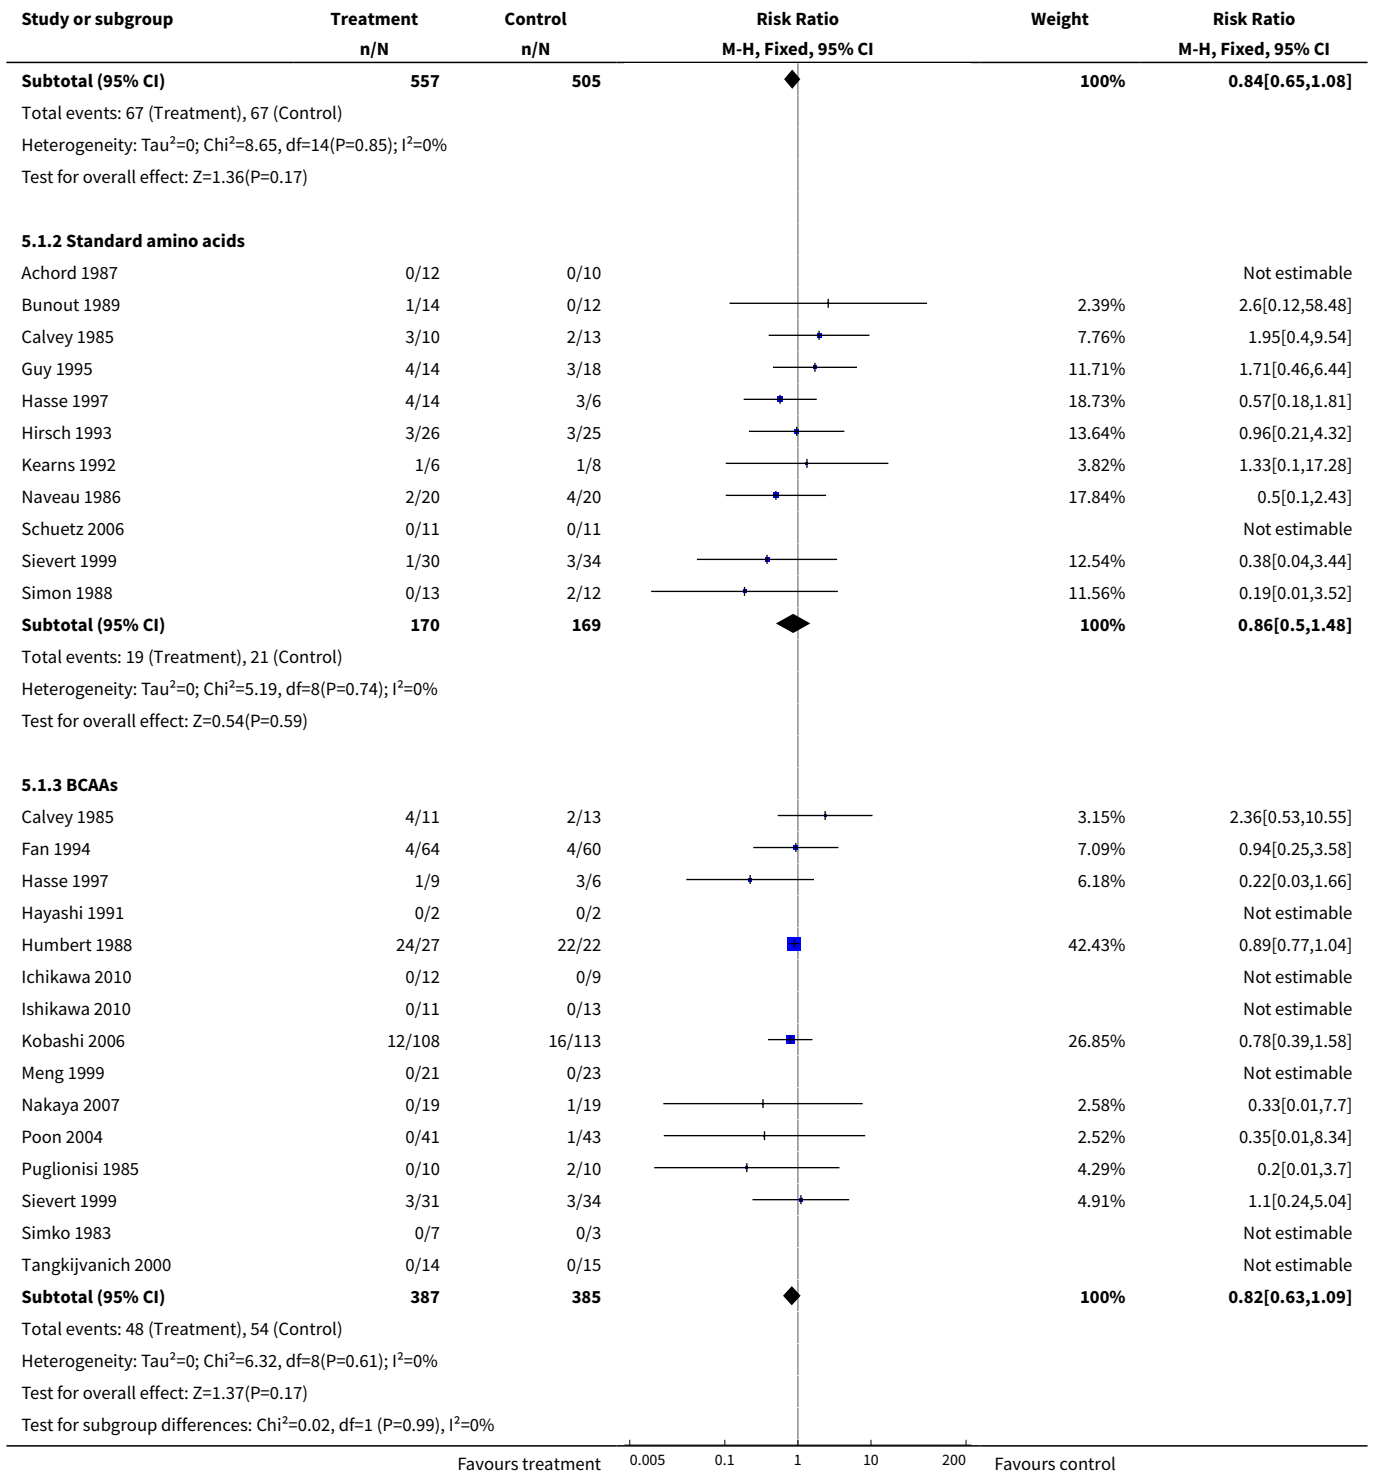 Study or subgroup Treatment Control Risk Ratio Weight Risk Ratio
n/N n/N M-H, Fixed, 95% CI M-H, Fixed, 95% CI
Subtotal (95% CI) 557 505 100% 0.84[0.65,1.08]
Total events: 67 (Treatment), 67 (Control)
Heterogeneity: Tau²=0; Chi²=8.65, df=14(P=0.85); I²=0%
Test for overall effect: Z=1.36(P=0.17)
5.1.2 Standard amino acids
Achord 1987 0/12 0/10 Not estimable
Bunout 1989 1/14 0/12 2.39% 2.6[0.12,58.48]
Calvey 1985 3/10 2/13 7.76% 1.95[0.4,9.54]
Guy 1995 4/14 3/18 11.71% 1.71[0.46,6.44]
Hasse 1997 4/14 3/6 18.73% 0.57[0.18,1.81]
Hirsch 1993 3/26 3/25 13.64% 0.96[0.21,4.32]
Kearns 1992 1/6 1/8 3.82% 1.33[0.1,17.28]
Naveau 1986 2/20 4/20 17.84% 0.5[0.1,2.43]
Schuetz 2006 0/11 0/11 Not estimable
Sievert 1999 1/30 3/34 12.54% 0.38[0.04,3.44]
Simon 1988 0/13 2/12 11.56% 0.19[0.01,3.52]
Subtotal (95% CI) 170 169 100% 0.86[0.5,1.48]
Total events: 19 (Treatment), 21 (Control)
Heterogeneity: Tau²=0; Chi²=5.19, df=8(P=0.74); I²=0%
Test for overall effect: Z=0.54(P=0.59)
5.1.3 BCAAs
Calvey 1985 4/11 2/13 3.15% 2.36[0.53,10.55]
Fan 1994 4/64 4/60 7.09% 0.94[0.25,3.58]
Hasse 1997 1/9 3/6 6.18% 0.22[0.03,1.66]
Hayashi 1991 0/2 0/2 Not estimable
Humbert 1988 24/27 22/22 42.43% 0.89[0.77,1.04]
Ichikawa 2010 0/12 0/9 Not estimable
Ishikawa 2010 0/11 0/13 Not estimable
Kobashi 2006 12/108 16/113 26.85% 0.78[0.39,1.58]
Meng 1999 0/21 0/23 Not estimable
Nakaya 2007 0/19 1/19 2.58% 0.33[0.01,7.7]
Poon 2004 0/41 1/43 2.52% 0.35[0.01,8.34]
Puglionisi 1985 0/10 2/10 4.29% 0.2[0.01,3.7]
Sievert 1999 3/31 3/34 4.91% 1.1[0.24,5.04]
Simko 1983 0/7 0/3 Not estimable
Tangkijvanich 2000 0/14 0/15 Not estimable
Subtotal (95% CI) 387 385 100% 0.82[0.63,1.09]
Total events: 48 (Treatment), 54 (Control)
Heterogeneity: Tau²=0; Chi²=6.32, df=8(P=0.61); I²=0%
Test for overall effect: Z=1.37(P=0.17)
Test for subgroup differences: Chi²=0.02, df=1 (P=0.99), I²=0%
Favours treatment 0.005 0.1 1 10 200 Favours control